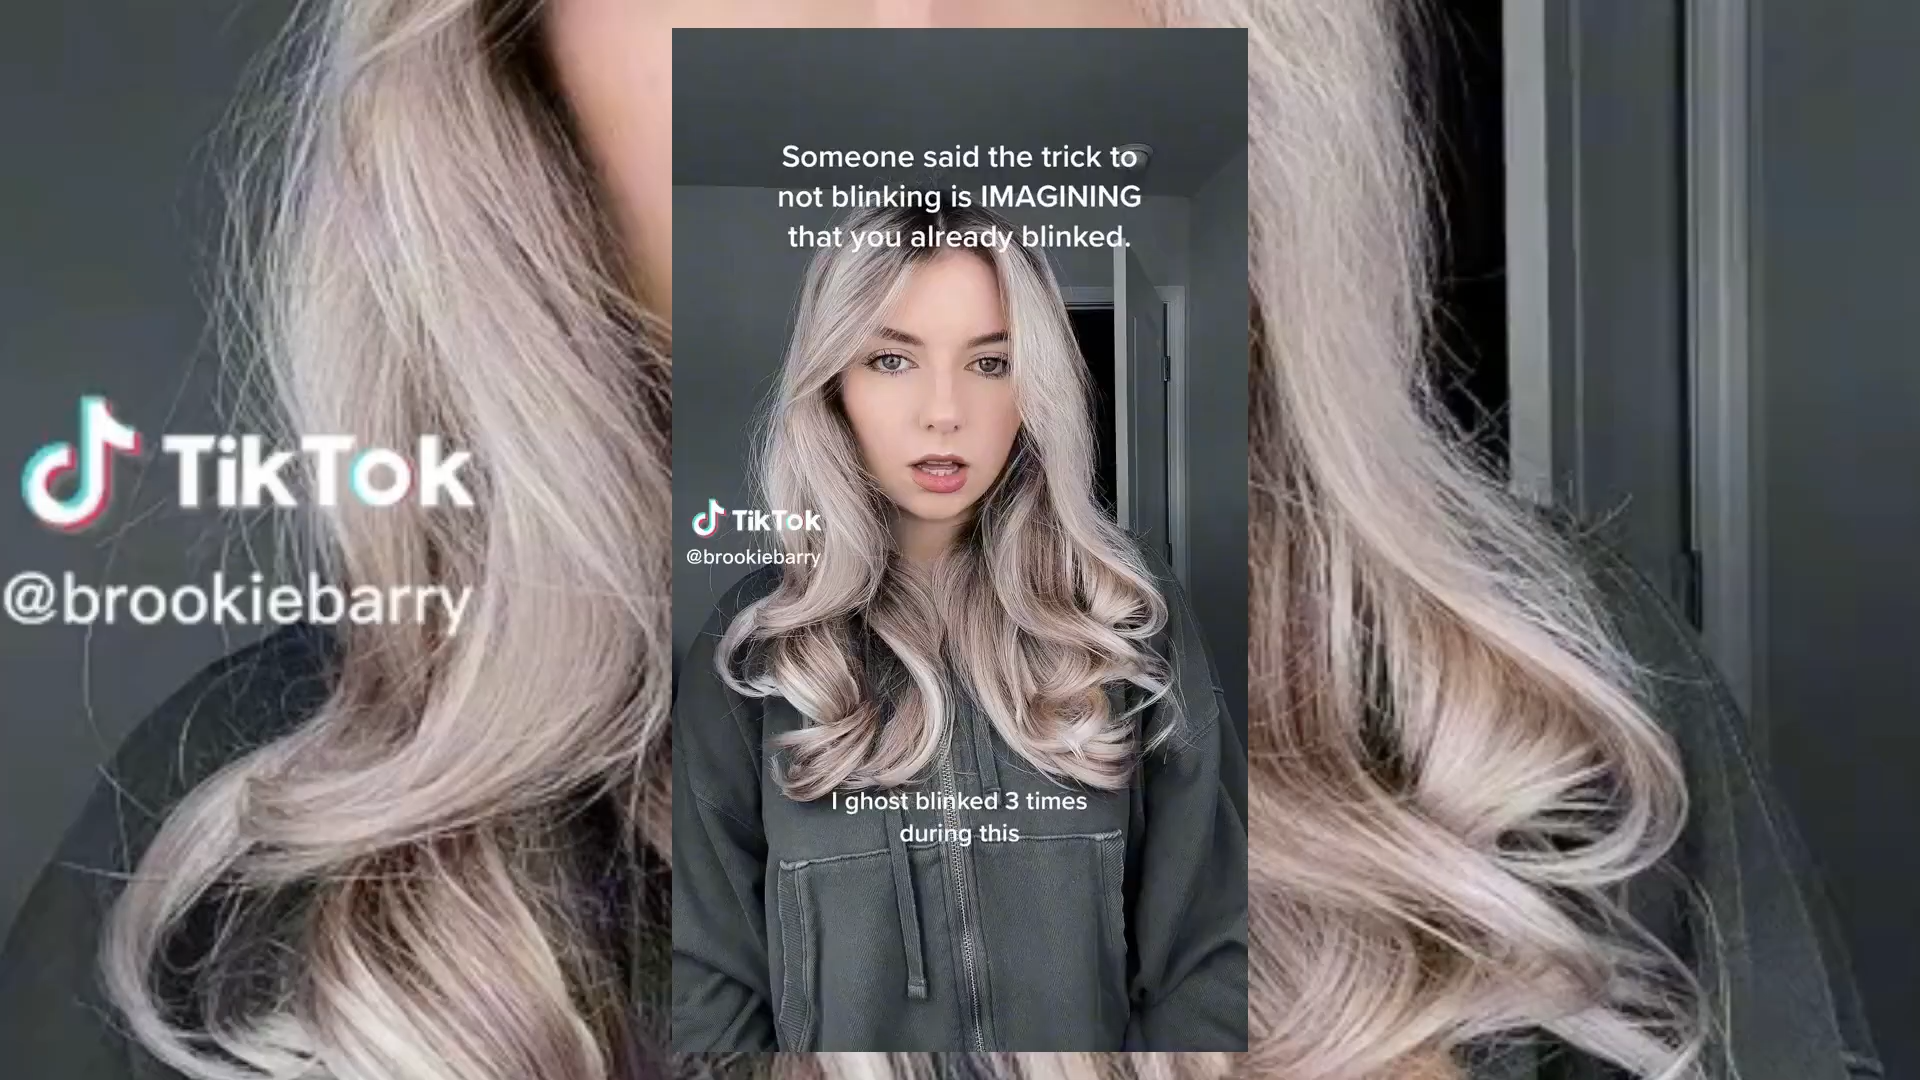 Someone said the trick to
not blinking is IMAGINING
that you already blinked.
TikTok
@brookiebarry
TikTok
@brookiebarry
I ghost blinked 3 times
during this